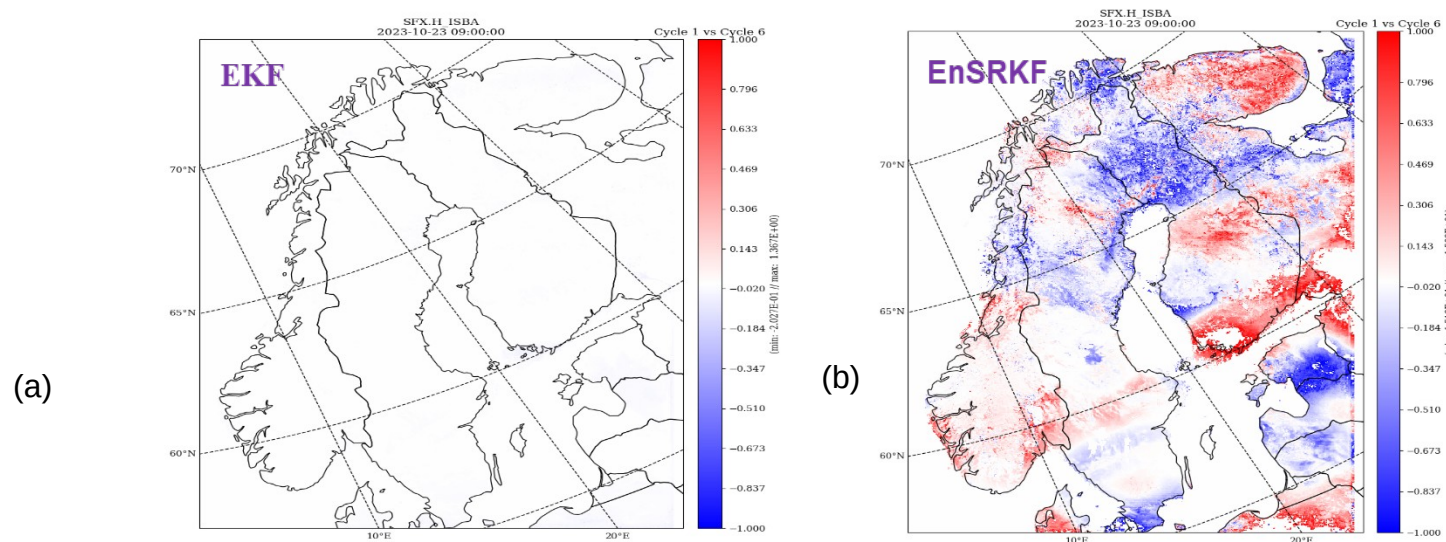 (a)
SFX.H_ISBA
2023-10-23 09:00:00
Cycle 1 vs Cycle 6
EKF
70°N
65°N
60°N
10°E
20°E
1.000
0.796
0.633
0.469
0.306
0.143
−0.020
−0.184
−0.347
−0.510
−0.673
−0.837
−1.000
(min: -2.027E-01 // max: 1.367E+00)
(b)
SFX.H_ISBA
2023-10-23 09:00:00
Cycle 1 vs Cycle 6
EnSRKF
70°N
65°N
60°N
10°E
20°E
1.000
0.796
0.633
0.469
0.306
0.143
−0.020
−0.184
−0.347
−0.510
−0.673
−0.837
−1.000